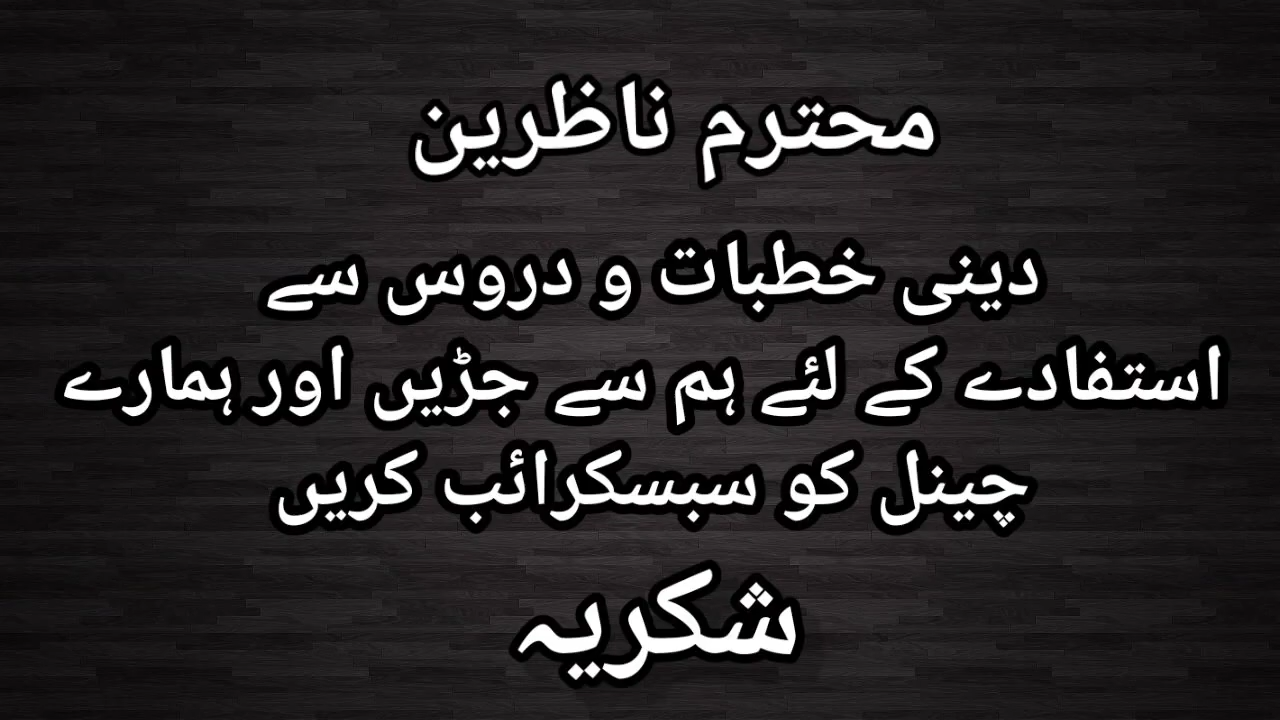 محترم ناظرین
دینی خطبات و دروس سے
استفادے کے لئے ہم سے جڑیں اور ہمارے
چینل کو سبسکرائب کریں
شکریہ